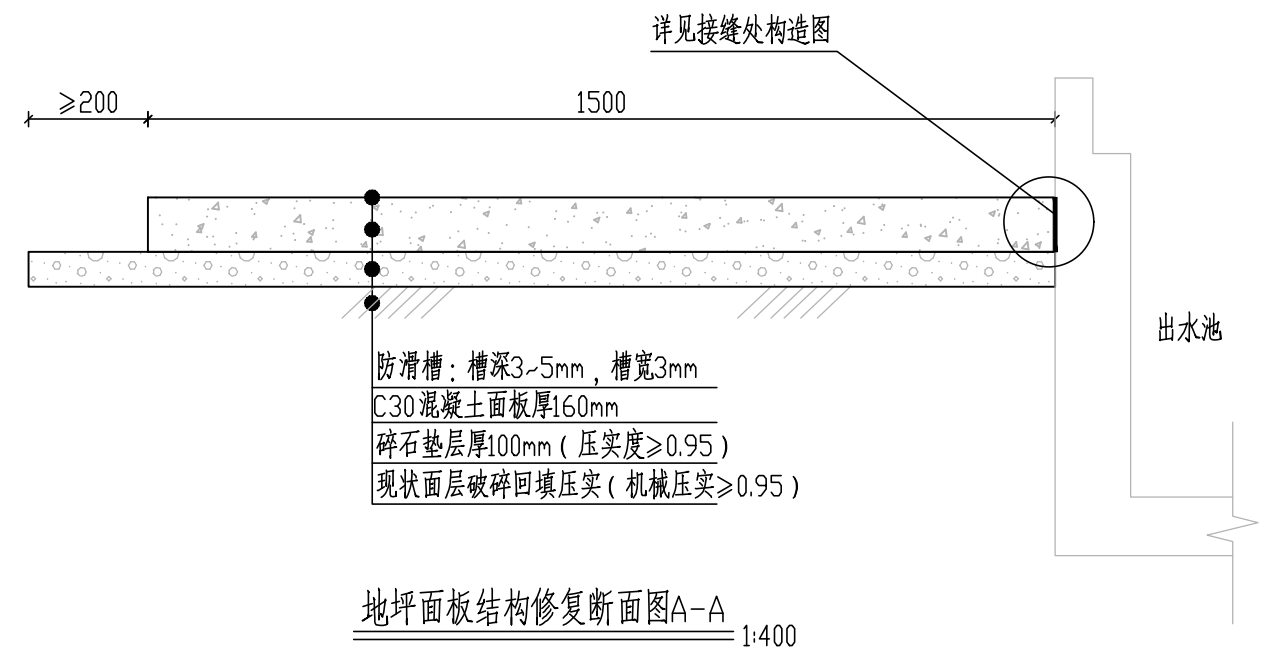 详见接缝处构造图
≥200
1500
出水池
防滑槽：槽深3~5mm，槽宽3mm
C30混凝土面板厚160mm
碎石垫层厚100mm（压实度≥0.95）
现状面层破碎回填压实（机械压实≥0.95）
地坪面板结构修复断面图A-A
1:400